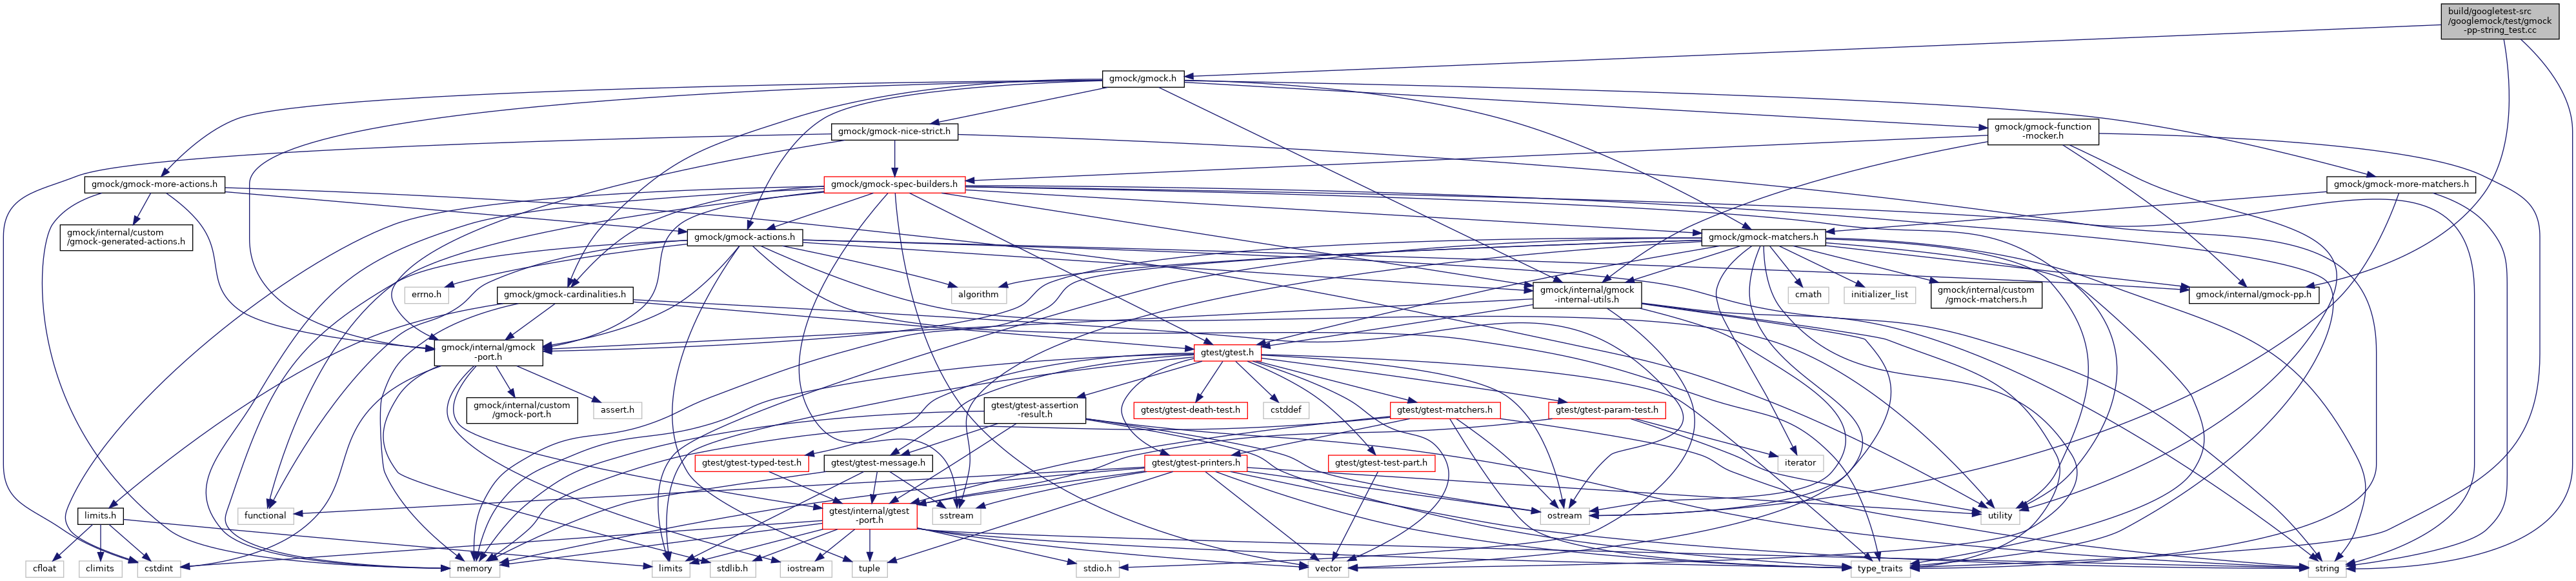 build/googletest-src
/googlemock/test/gmock
-pp-string_test.cc
gmock/gmock.h
gmock/gmock-nice-strict.h
gmock/gmock-function
-mocker.h
gmock/gmock-more-actions.h
gmock/gmock-spec-builders.h
gmock/gmock-more-matchers.h
gmock/internal/custom
/gmock-generated-actions.h
gmock/gmock-actions.h
gmock/gmock-matchers.h
errno.h
gmock/gmock-cardinalities.h
algorithm
gmock/internal/gmock
-internal-utils.h
cmath
initializer_list
gmock/internal/custom
/gmock-matchers.h
gmock/internal/gmock-pp.h
gmock/internal/gmock
-port.h
gtest/gtest.h
gmock/internal/custom
/gmock-port.h
assert.h
gtest/gtest-assertion
-result.h
gtest/gtest-death-test.h
cstddef
gtest/gtest-matchers.h
gtest/gtest-param-test.h
gtest/gtest-typed-test.h
gtest/gtest-message.h
gtest/gtest-printers.h
gtest/gtest-test-part.h
iterator
limits.h
functional
gtest/internal/gtest
-port.h
sstream
ostream
utility
cfloat
climits
cstdint
memory
limits
stdlib.h
iostream
tuple
stdio.h
vector
type_traits
string